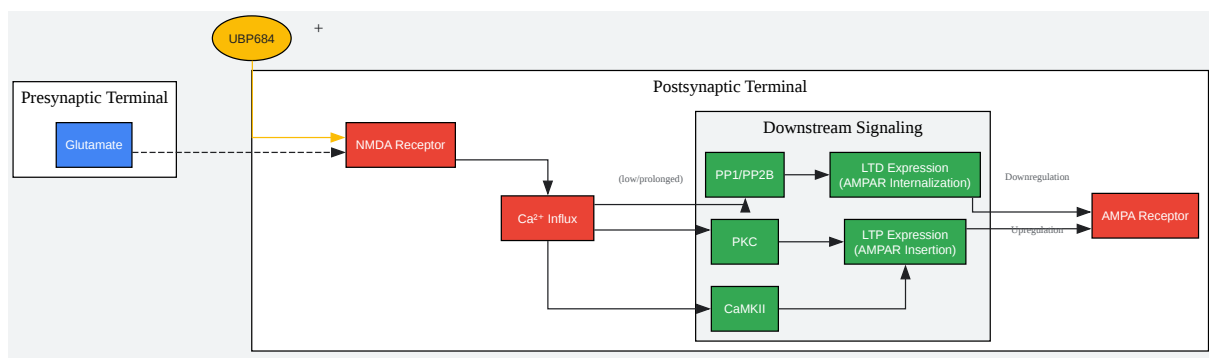 UBP684
+
Presynaptic Terminal
Glutamate
Postsynaptic Terminal
NMDA Receptor
Ca²⁺ Influx
(low/prolonged)
Downstream Signaling
PP1/PP2B
PKC
CaMKII
LTD Expression
(AMPAR Internalization)
LTP Expression
(AMPAR Insertion)
Downregulation
Upregulation
AMPA Receptor